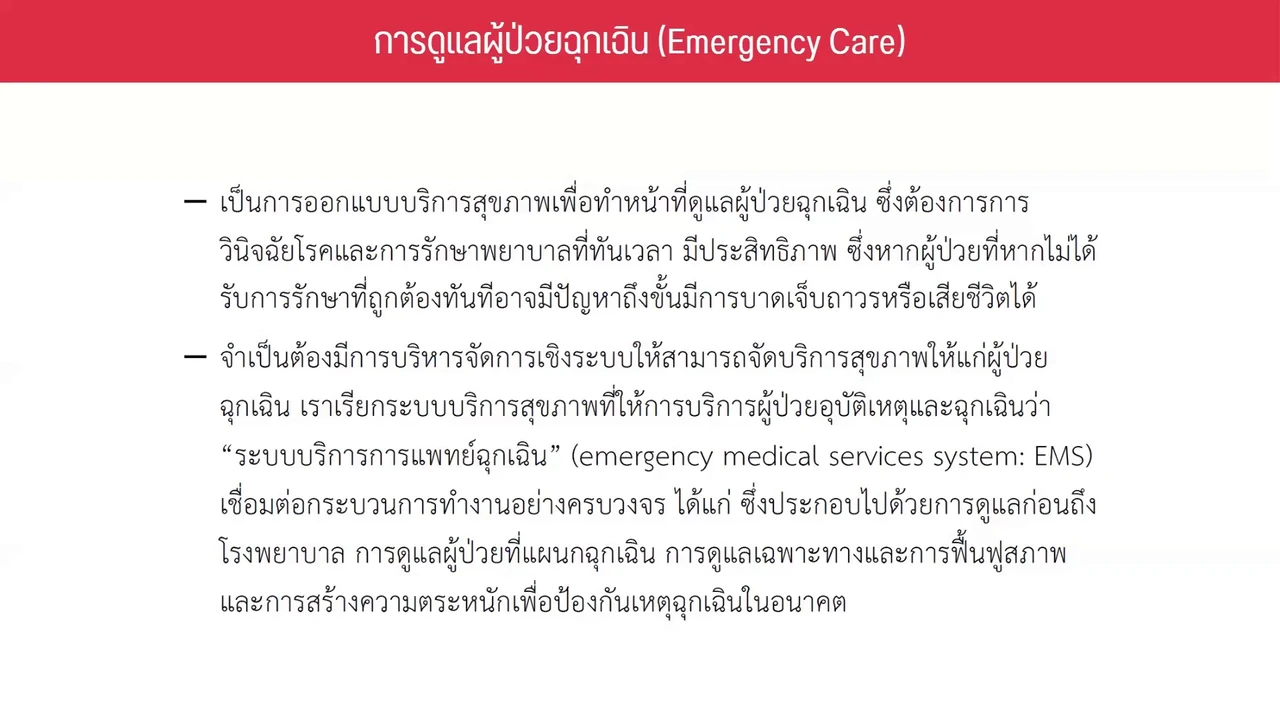 การดูแลผู้ป่วยฉุกเฉิน (Emergency Care)
– เป็นการออกแบบบริการสุขภาพเพื่อทำหน้าที่ดูแลผู้ป่วยฉุกเฉิน ซึ่งต้องการการ
วินิจฉัยโรคและการรักษาพยาบาลที่ทันเวลา มีประสิทธิภาพ ซึ่งหากผู้ป่วยที่หากไม่ได้
รับการรักษาที่ถูกต้องทันทีอาจมีปัญหาถึงขั้นมีการบาดเจ็บถาวรหรือเสียชีวิตได้
– จำเป็นต้องมีการบริหารจัดการเชิงระบบให้สามารถจัดบริการสุขภาพให้แก่ผู้ป่วย
ฉุกเฉิน เราเรียกระบบบริการสุขภาพที่ให้การบริการผู้ป่วยอุบัติเหตุและฉุกเฉินว่า
“ระบบบริการการแพทย์ฉุกเฉิน” (emergency medical services system: EMS)
เชื่อมต่อกระบวนการทำงานอย่างครบวงจร ได้แก่ ซึ่งประกอบไปด้วยการดูแลก่อนถึง
โรงพยาบาล การดูแลผู้ป่วยที่แผนกฉุกเฉิน การดูแลเฉพาะทางและการฟื้นฟูสภาพ
และการสร้างความตระหนักเพื่อป้องกันเหตุฉุกเฉินในอนาคต